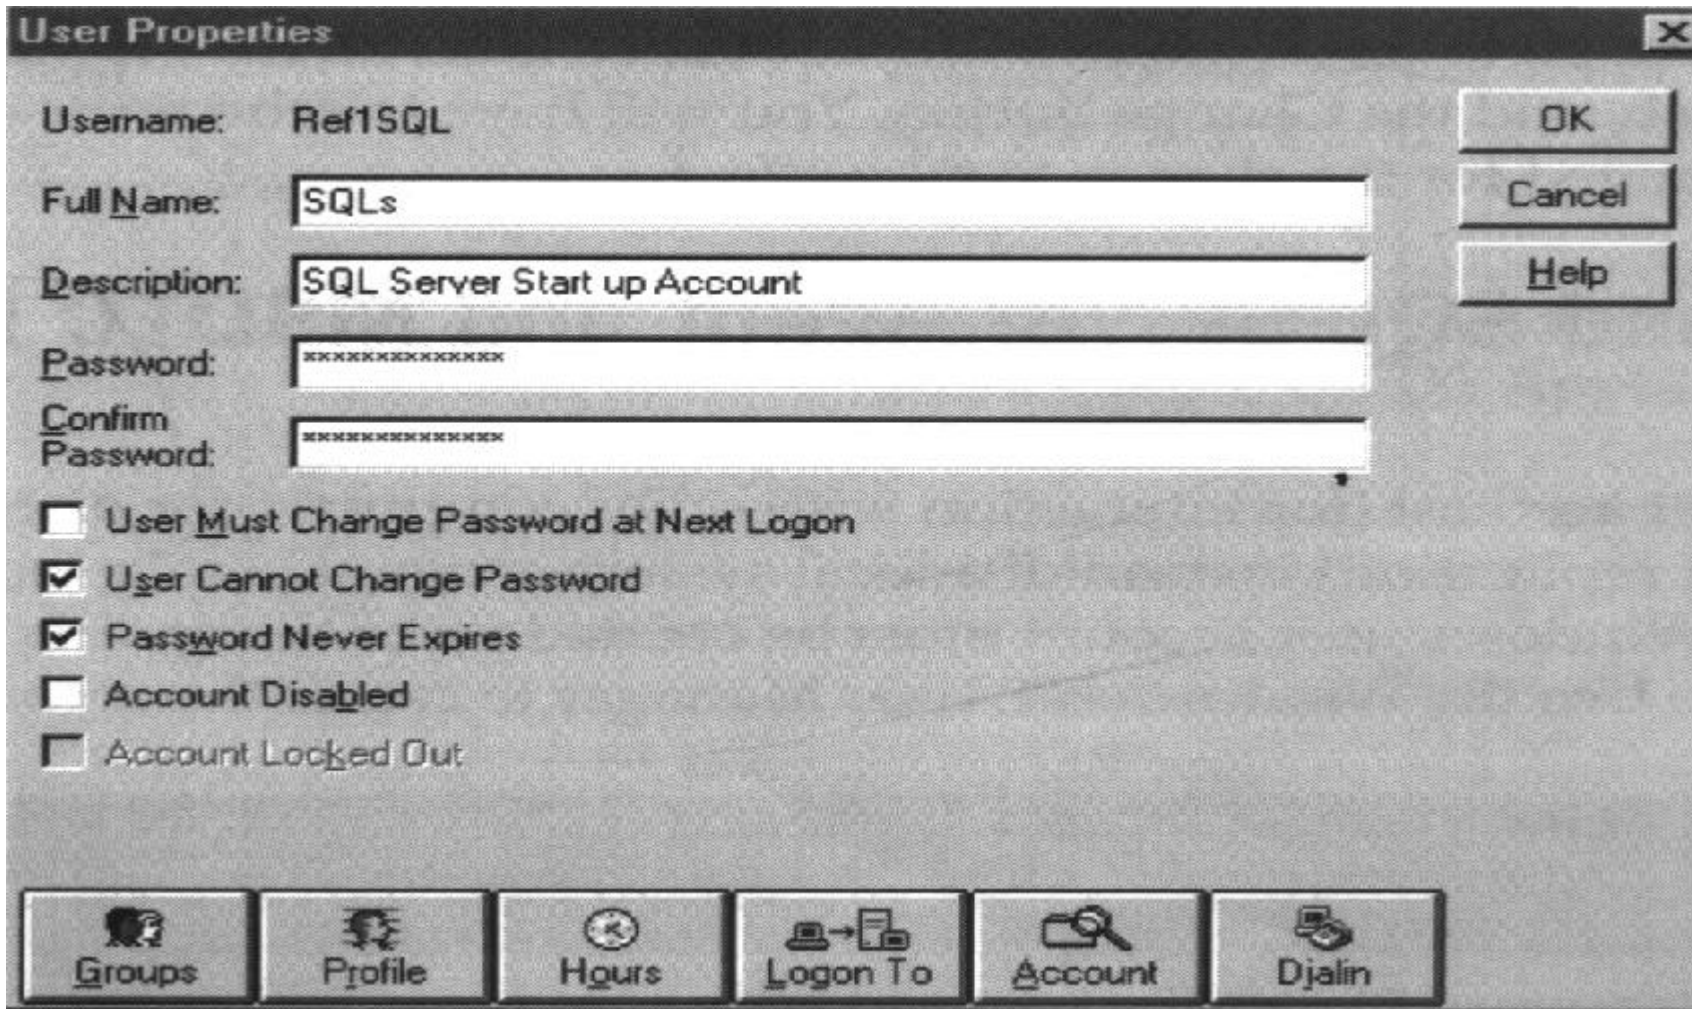 User Properties
Username: Ref1SQL
OK
Full Name: SQLs
Cancel
Description: SQL Server Start up Account
Help
Password: **************
Confirm
Password: **************
User Must Change Password at Next Logon
User Cannot Change Password
Password Never Expires
Account Disabled
Account Locked Out
Groups Profile Hours Logon To Account Dialin